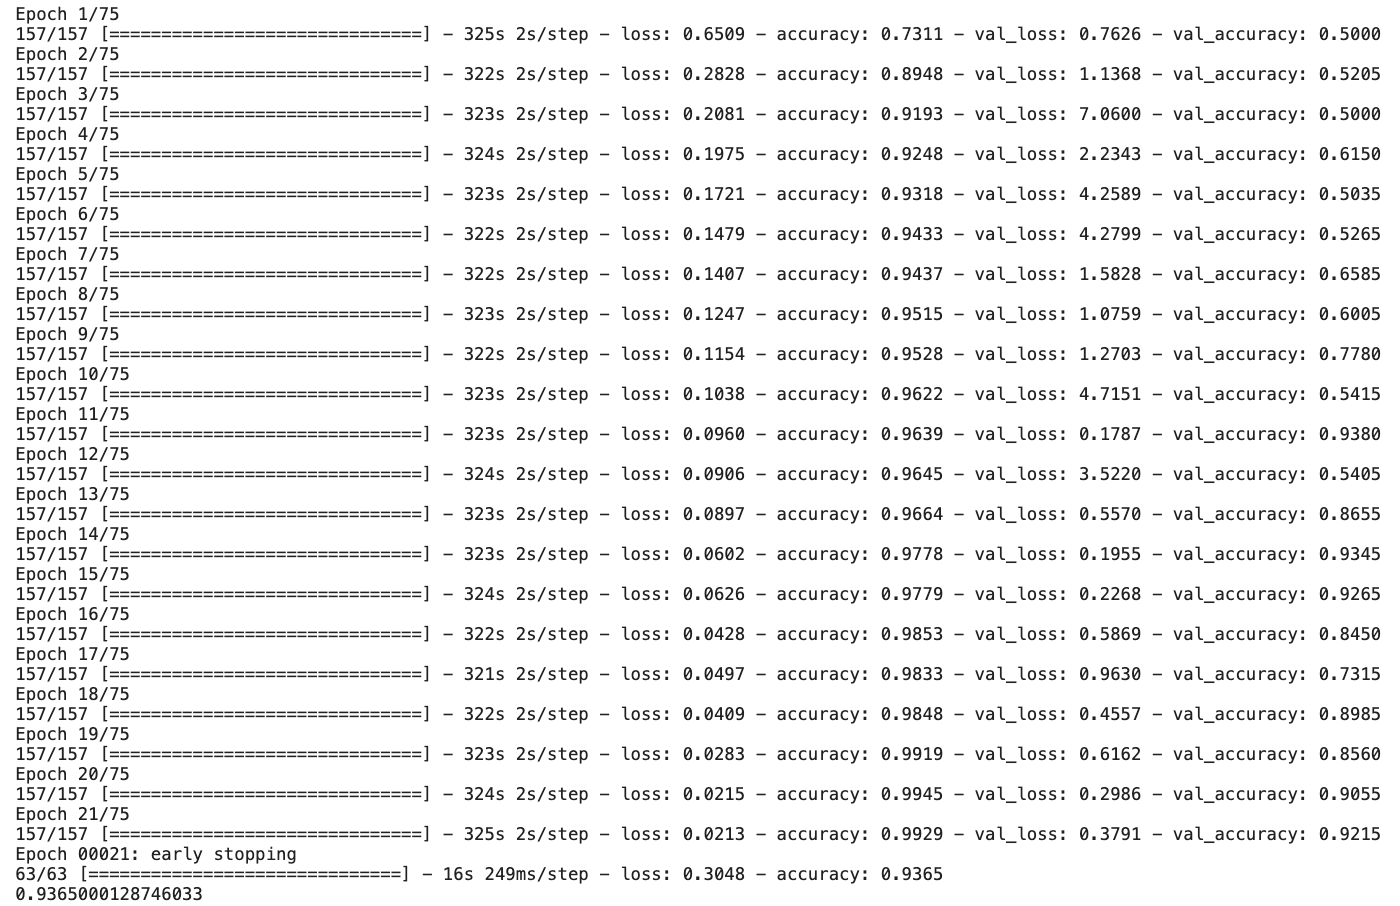 Epoch 1/75
157/157 [==============================] - 325s 2s/step - loss: 0.6509 - accuracy: 0.7311 - val_loss: 0.7626 - val_accuracy: 0.5000
Epoch 2/75
157/157 [==============================] - 322s 2s/step - loss: 0.2828 - accuracy: 0.8948 - val_loss: 1.1368 - val_accuracy: 0.5205
Epoch 3/75
157/157 [==============================] - 323s 2s/step - loss: 0.2081 - accuracy: 0.9193 - val_loss: 7.0600 - val_accuracy: 0.5000
Epoch 4/75
157/157 [==============================] - 324s 2s/step - loss: 0.1975 - accuracy: 0.9248 - val_loss: 2.2343 - val_accuracy: 0.6150
Epoch 5/75
157/157 [==============================] - 323s 2s/step - loss: 0.1721 - accuracy: 0.9318 - val_loss: 4.2589 - val_accuracy: 0.5035
Epoch 6/75
157/157 [==============================] - 322s 2s/step - loss: 0.1479 - accuracy: 0.9433 - val_loss: 4.2799 - val_accuracy: 0.5265
Epoch 7/75
157/157 [==============================] - 322s 2s/step - loss: 0.1407 - accuracy: 0.9437 - val_loss: 1.5828 - val_accuracy: 0.6585
Epoch 8/75
157/157 [==============================] - 323s 2s/step - loss: 0.1247 - accuracy: 0.9515 - val_loss: 1.0759 - val_accuracy: 0.6005
Epoch 9/75
157/157 [==============================] - 322s 2s/step - loss: 0.1154 - accuracy: 0.9528 - val_loss: 1.2703 - val_accuracy: 0.7780
Epoch 10/75
157/157 [==============================] - 323s 2s/step - loss: 0.1038 - accuracy: 0.9622 - val_loss: 4.7151 - val_accuracy: 0.5415
Epoch 11/75
157/157 [==============================] - 323s 2s/step - loss: 0.0960 - accuracy: 0.9639 - val_loss: 0.1787 - val_accuracy: 0.9380
Epoch 12/75
157/157 [==============================] - 324s 2s/step - loss: 0.0906 - accuracy: 0.9645 - val_loss: 3.5220 - val_accuracy: 0.5405
Epoch 13/75
157/157 [==============================] - 323s 2s/step - loss: 0.0897 - accuracy: 0.9664 - val_loss: 0.5570 - val_accuracy: 0.8655
Epoch 14/75
157/157 [==============================] - 323s 2s/step - loss: 0.0602 - accuracy: 0.9778 - val_loss: 0.1955 - val_accuracy: 0.9345
Epoch 15/75
157/157 [==============================] - 324s 2s/step - loss: 0.0626 - accuracy: 0.9779 - val_loss: 0.2268 - val_accuracy: 0.9265
Epoch 16/75
157/157 [==============================] - 322s 2s/step - loss: 0.0428 - accuracy: 0.9853 - val_loss: 0.5869 - val_accuracy: 0.8450
Epoch 17/75
157/157 [==============================] - 321s 2s/step - loss: 0.0497 - accuracy: 0.9833 - val_loss: 0.9630 - val_accuracy: 0.7315
Epoch 18/75
157/157 [==============================] - 322s 2s/step - loss: 0.0409 - accuracy: 0.9848 - val_loss: 0.4557 - val_accuracy: 0.8985
Epoch 19/75
157/157 [==============================] - 323s 2s/step - loss: 0.0283 - accuracy: 0.9919 - val_loss: 0.6162 - val_accuracy: 0.8560
Epoch 20/75
157/157 [==============================] - 324s 2s/step - loss: 0.0215 - accuracy: 0.9945 - val_loss: 0.2986 - val_accuracy: 0.9055
Epoch 21/75
157/157 [==============================] - 325s 2s/step - loss: 0.0213 - accuracy: 0.9929 - val_loss: 0.3791 - val_accuracy: 0.9215
Epoch 00021: early stopping
63/63 [==============================] - 16s 249ms/step - loss: 0.3048 - accuracy: 0.9365
0.9365000128746033